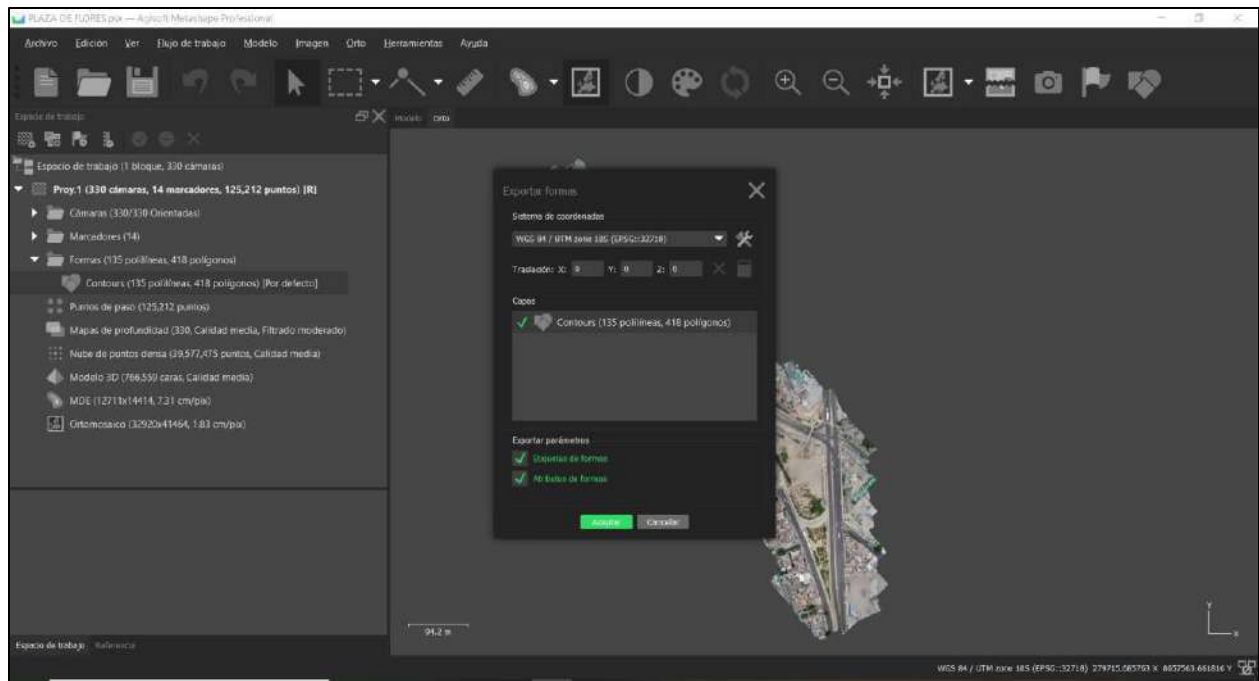 PLAZA DE FLORES.psx — Agisoft Metashape Professional
Archivo Edición Ver Flujo de trabajo Modelo Imagen Orto Herramientas Ayuda
Espacio de trabajo
Modelo Orto
Espacio de trabajo (1 bloque, 330 cámaras)
Proy.1 (330 cámaras, 14 marcadores, 125,212 puntos) [R]
Cámaras (330/330 Orientadas)
Marcadores (14)
Formas (135 polilíneas, 418 polígonos)
Contours (135 polilíneas, 418 polígonos) [Por defecto]
Puntos de paso (125,212 puntos)
Mapas de profundidad (330, Calidad media, Filtrado moderado)
Nube de puntos densa (39,577,475 puntos, Calidad media)
Modelo 3D (766,559 caras, Calidad media)
MDE (12711x14414, 7.31 cm/pix)
Ortomosaico (32920x41464, 1.83 cm/pix)
Exportar formas
Sistema de coordenadas
WGS 84 / UTM zone 18S (EPSG::32718)
Traslación: X: 0 Y: 0 Z: 0
Capas
Contours (135 polilíneas, 418 polígonos)
Exportar parámetros
Etiquetas de formas
Atributos de formas
Aceptar Cancelar
94.2 m
Y
X
Espacio de trabajo Referencia
WGS 84 / UTM zone 18S (EPSG::32718) 279715.685763 X 8657563.661816 Y